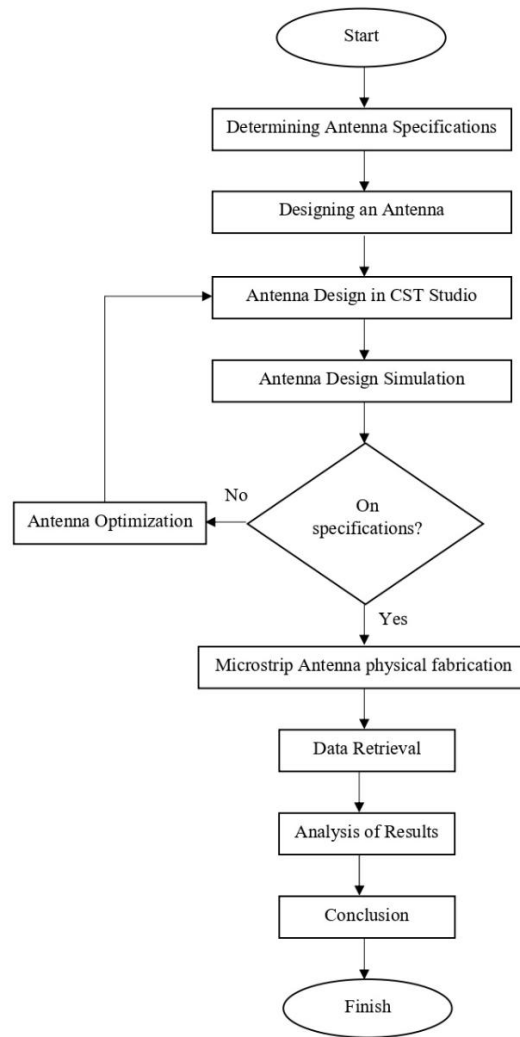 Start
Determining Antenna Specifications
Designing an Antenna
Antenna Design in CST Studio
Antenna Design Simulation
No
On
specifications?
Antenna Optimization
Yes
Microstrip Antenna physical fabrication
Data Retrieval
Analysis of Results
Conclusion
Finish